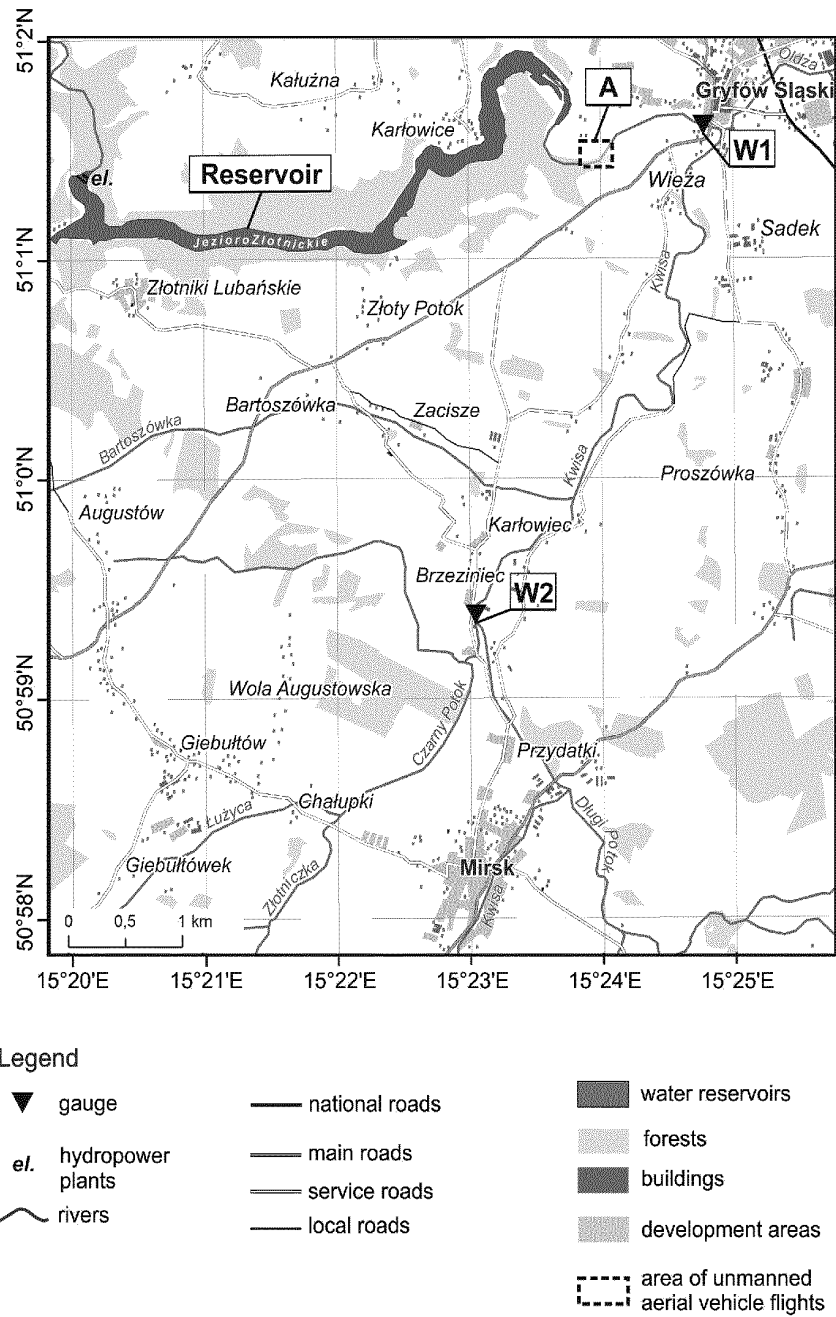 51°2'N
Kałużna
A
Ołdza
Gryfów Śląski
Karłowice
W1
el.
Reservoir
Wieża
Jezioro Złotnickie
Sadek
51°1'N
Złotniki Lubańskie
Kwisa
Złoty Potok
Bartoszówka
Zacisze
Bartoszówka
Kwisa
Proszówka
51°0'N
Augustów
Karłowiec
Brzeziniec
W2
50°59'N
Wola Augustowska
Czarny Potok
Giebułtów
Przydatki
Chałupki
Łużyca
Długi Potok
Giebułtówek
Mirsk
Złotniczka
Kwisa
50°58'N
0 0,5 1 km
15°20'E 15°21'E 15°22'E 15°23'E 15°24'E 15°25'E
Legend
gauge
el. hydropower
plants
rivers
national roads
main roads
service roads
local roads
water reservoirs
forests
buildings
development areas
area of unmanned
aerial vehicle flights